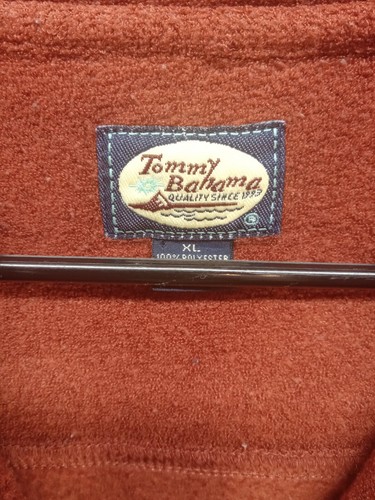 Tommy
Bahama
QUALITY SINCE 1993
®
XL
100% POLYESTER